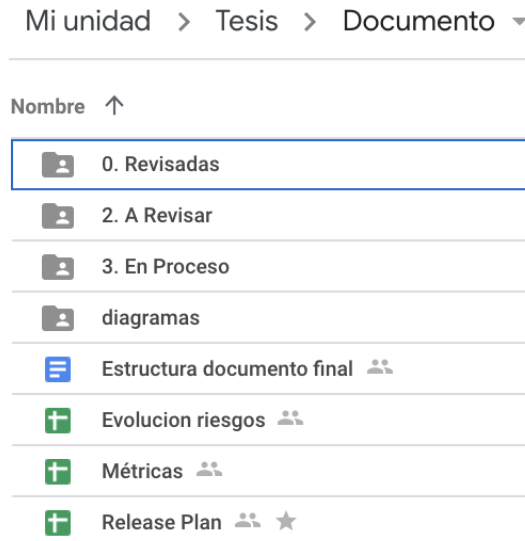 Mi unidad > Tesis > Documento
Nombre ↑
0. Revisadas
2. A Revisar
3. En Proceso
diagramas
Estructura documento final
Evolucion riesgos
Métricas
Release Plan